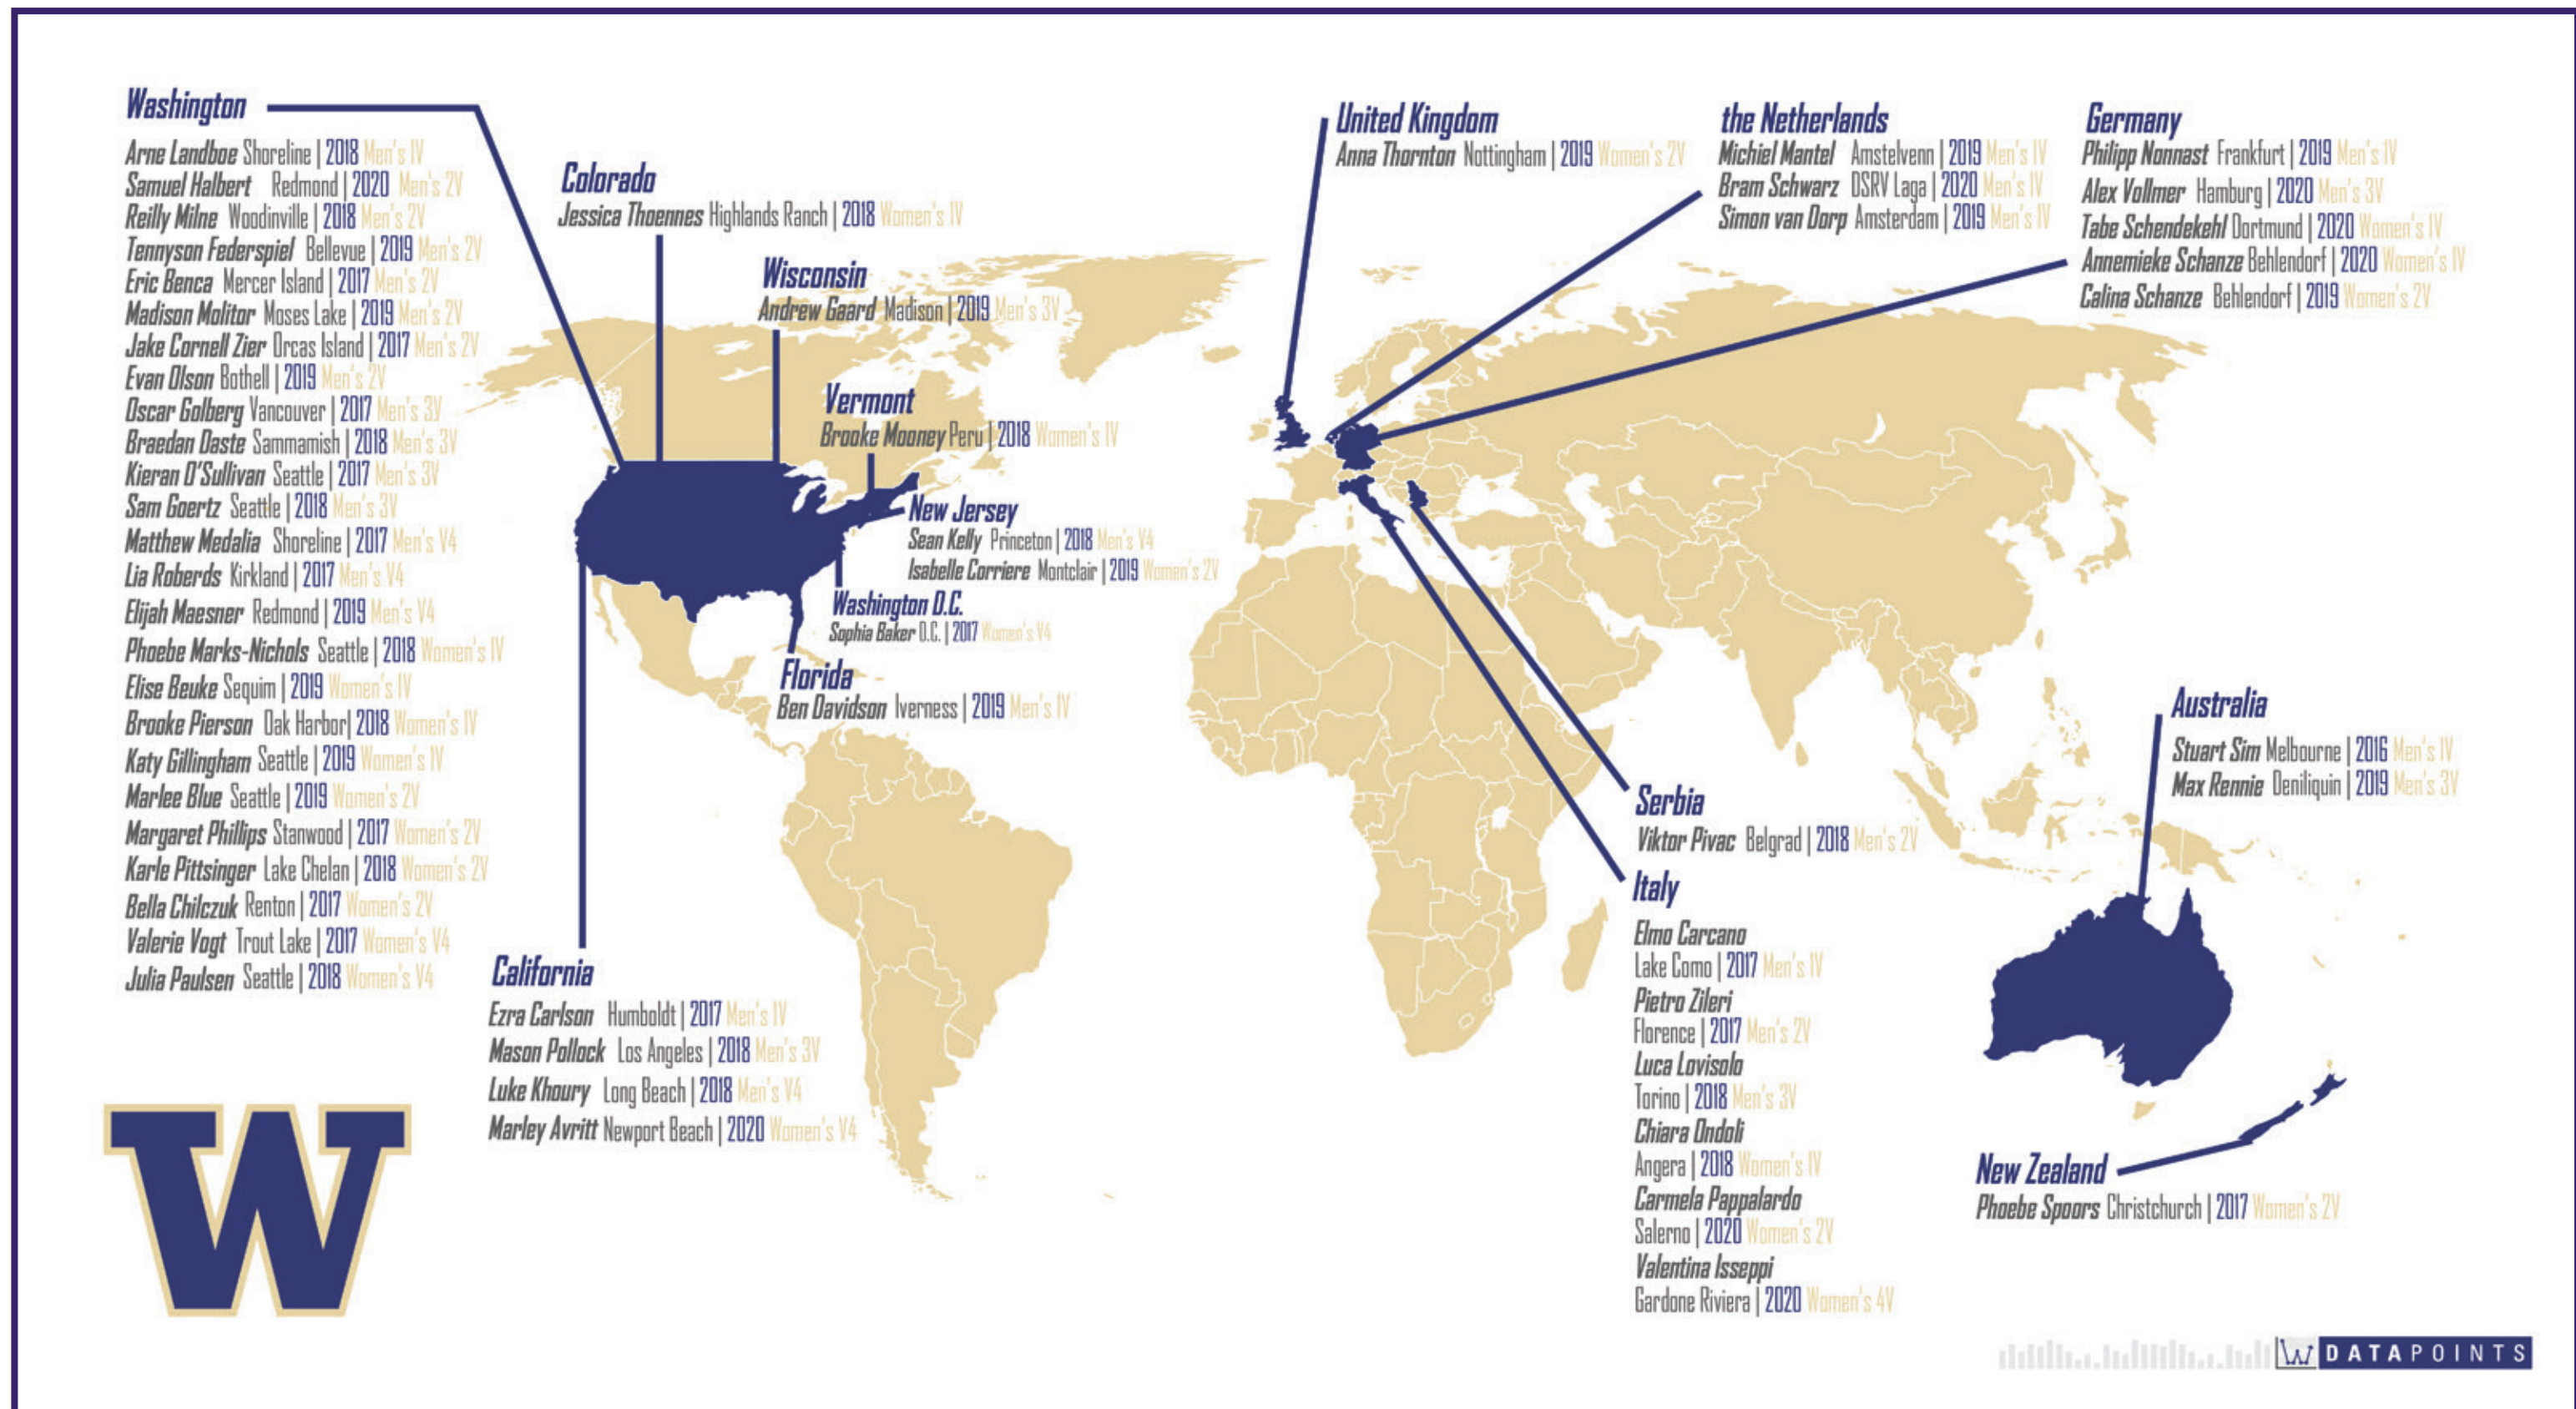 Washington
Arne Landboe Shoreline | 2018 Men's 1V
Samuel Halbert Redmond | 2020 Men's 2V
Reilly Milne Woodinville | 2018 Men's 2V
Tennyson Federspiel Bellevue | 2019 Men's 2V
Eric Benca Mercer Island | 2017 Men's 2V
Madison Molitor Moses Lake | 2019 Men's 2V
Jake Cornell Zier Orcas Island | 2017 Men's 2V
Evan Olson Bothell | 2019 Men's 2V
Oscar Golberg Vancouver | 2017 Men's 3V
Braedan Daste Sammamish | 2018 Men's 3V
Kieran O'Sullivan Seattle | 2017 Men's 3V
Sam Goertz Seattle | 2018 Men's 3V
Matthew Medalia Shoreline | 2017 Men's V4
Lia Roberds Kirkland | 2017 Men's V4
Elijah Maesner Redmond | 2019 Men's V4
Phoebe Marks-Nichols Seattle | 2018 Women's 1V
Elise Beuke Sequim | 2019 Women's 1V
Brooke Pierson Oak Harbor| 2018 Women's 1V
Katy Gillingham Seattle | 2019 Women's 1V
Marlee Blue Seattle | 2019 Women's 2V
Margaret Phillips Stanwood | 2017 Women's 2V
Karle Pittsinger Lake Chelan | 2018 Women's 2V
Bella Chilczuk Renton | 2017 Women's 2V
Valerie Vogt Trout Lake | 2017 Women's V4
Julia Paulsen Seattle | 2018 Women's V4
Colorado
Jessica Thoennes Highlands Ranch | 2018 Women's 1V
Wisconsin
Andrew Gaard Madison | 2019 Men's 3V
Vermont
Brooke Mooney Peru | 2018 Women's 1V
New Jersey
Sean Kelly Princeton | 2018 Men's V4
Isabelle Corriere Montclair | 2019 Women's 2V
Washington D.C.
Sophia Baker D.C. | 2017 Women's V4
Florida
Ben Davidson Iverness | 2019 Men's 1V
California
Ezra Carlson Humboldt | 2017 Men's 1V
Mason Pollock Los Angeles | 2018 Men's 3V
Luke Khoury Long Beach | 2018 Men's V4
Marley Avritt Newport Beach | 2020 Women's V4
United Kingdom
Anna Thornton Nottingham | 2019 Women's 2V
the Netherlands
Michiel Mantel Amstelvenn | 2019 Men's 1V
Bram Schwarz DSRV Laga | 2020 Men's 1V
Simon van Dorp Amsterdam | 2019 Men's 1V
Germany
Philipp Nonnast Frankfurt | 2019 Men's 1V
Alex Vollmer Hamburg | 2020 Men's 3V
Tabe Schendekehl Dortmund | 2020 Women's 1V
Annemieke Schanze Behlendorf | 2020 Women's 1V
Calina Schanze Behlendorf | 2019 Women's 2V
Serbia
Viktor Pivac Belgrad | 2018 Men's 2V
Italy
Elmo Carcano
Lake Como | 2017 Men's 1V
Pietro Zileri
Florence | 2017 Men's 2V
Luca Lovisolo
Torino | 2018 Men's 3V
Chiara Ondoli
Angera | 2018 Women's 1V
Carmela Pappalardo
Salerno | 2020 Women's 2V
Valentina Isseppi
Gardone Riviera | 2020 Women's 4V
Australia
Stuart Sim Melbourne | 2016 Men's 1V
Max Rennie Deniliquin | 2019 Men's 3V
New Zealand
Phoebe Spoors Christchurch | 2017 Women's 2V
W
W DATAPOINTS